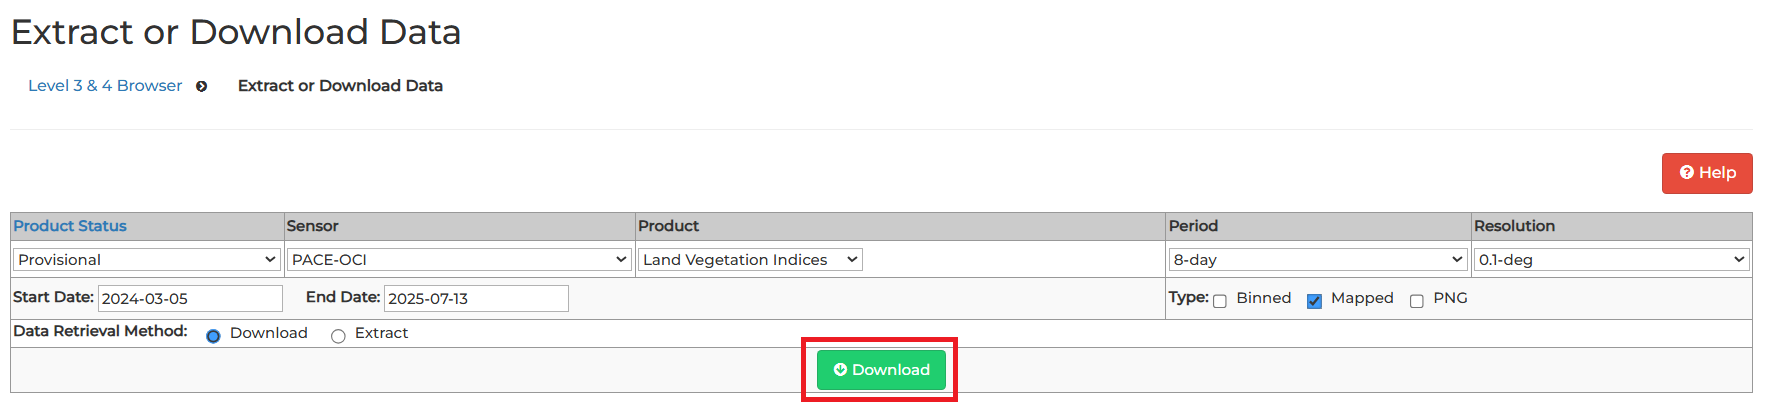 Extract or Download Data
Level 3 & 4 Browser Extract or Download Data
Help
Product Status Sensor Product Period Resolution
Provisional PACE-OCI Land Vegetation Indices 8-day 0.1-deg
Start Date: 2024-03-05 End Date: 2025-07-13 Type: Binned Mapped PNG
Data Retrieval Method: Download Extract
Download